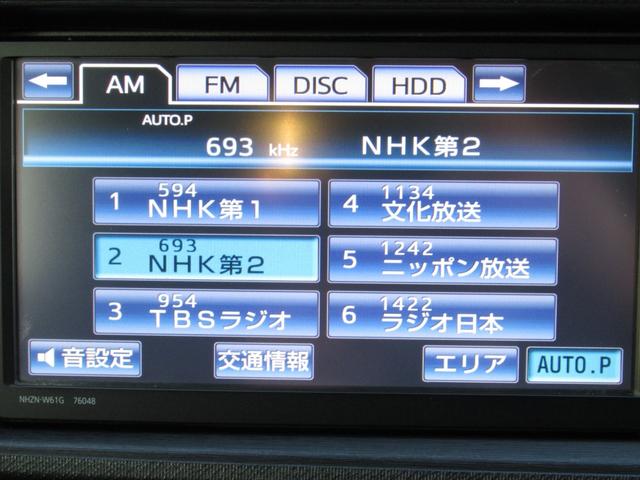 AM FM DISC HDD
AUTO.P
693 kHz NHK第2
1 594 NHK第1
4 1134 文化放送
2 693 NHK第2
5 1242 ニッポン放送
3 954 TBSラジオ
6 1422 ラジオ日本
音設定 交通情報 エリア AUTO.P
NHZN-W61G 76048